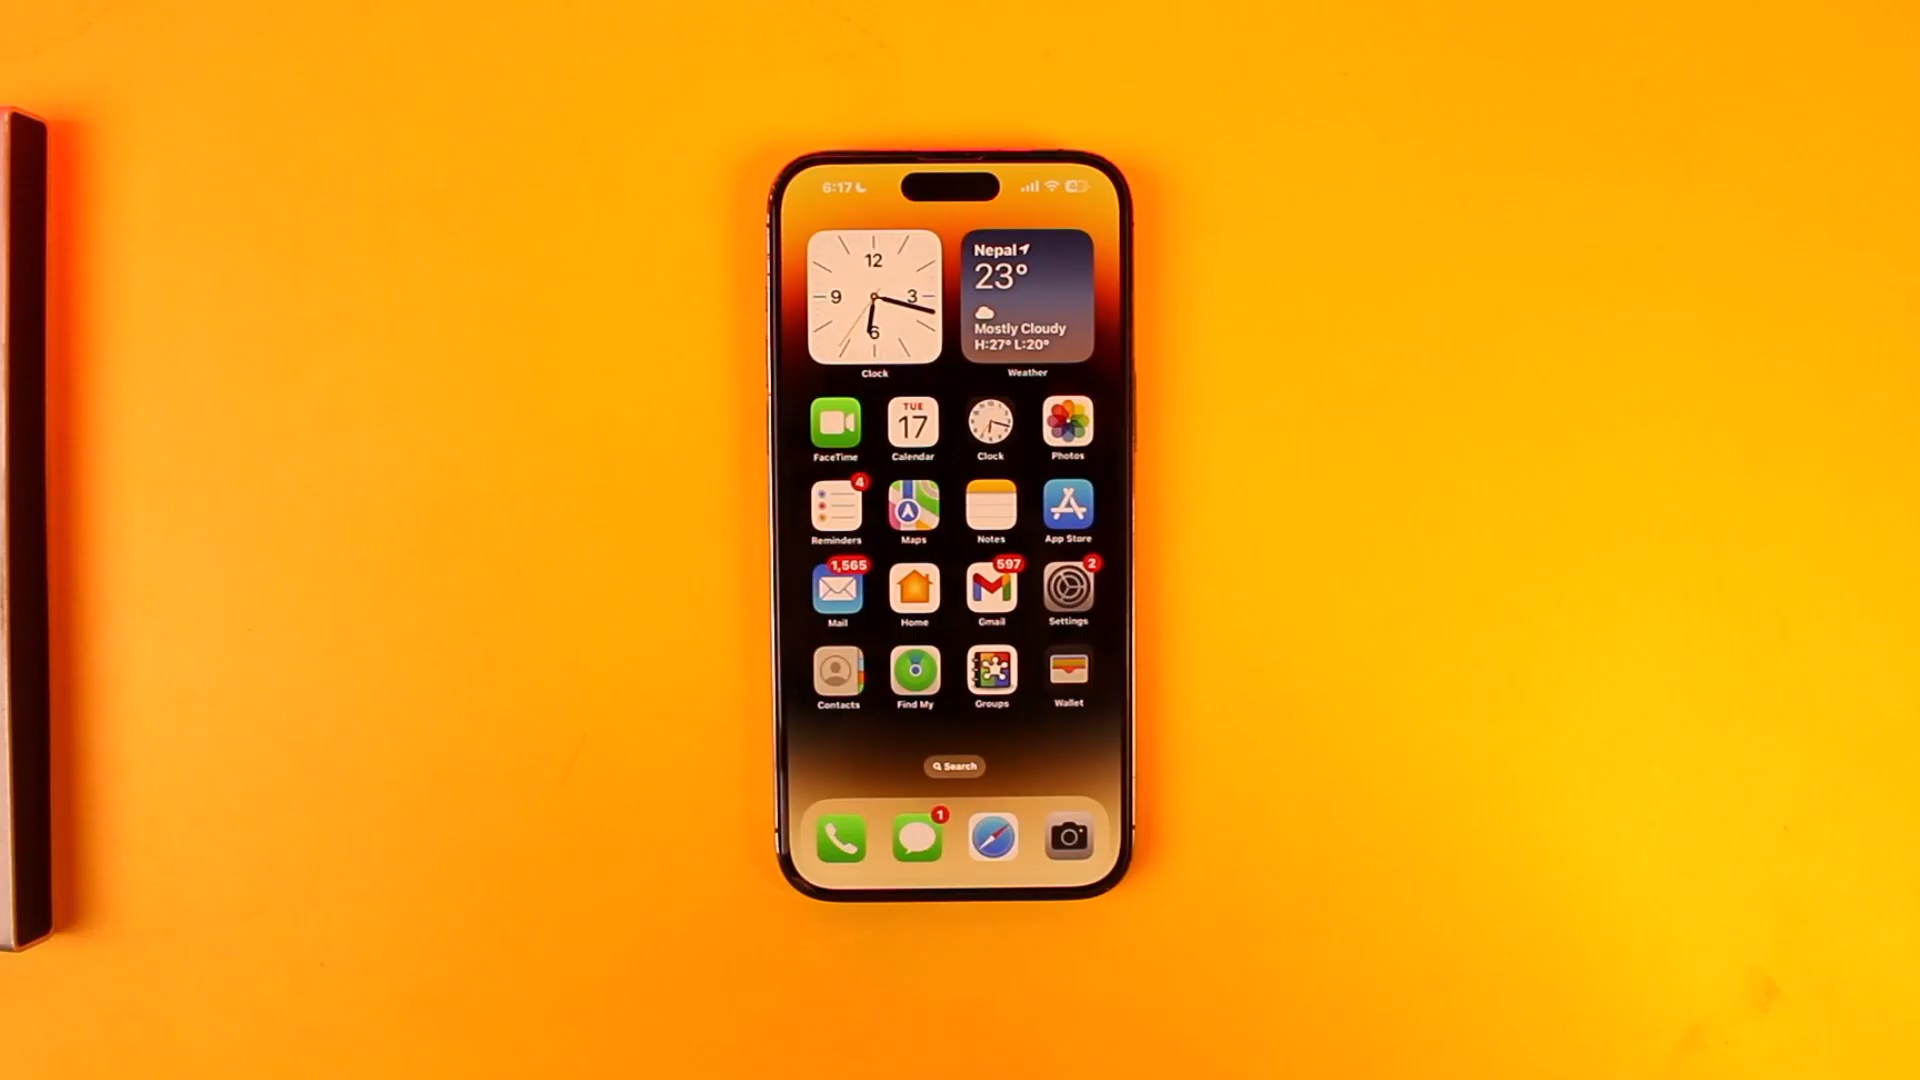 6:17
12
9 3
6
Clock
Nepal
23°
Mostly Cloudy
H:27° L:20°
Weather
FaceTime
TUE
17
Calendar
Clock
Photos
4
Reminders
Maps
Notes
App Store
1,565
Mail
Home
597
Gmail
2
Settings
Contacts
Find My
Groups
Wallet
Search
1